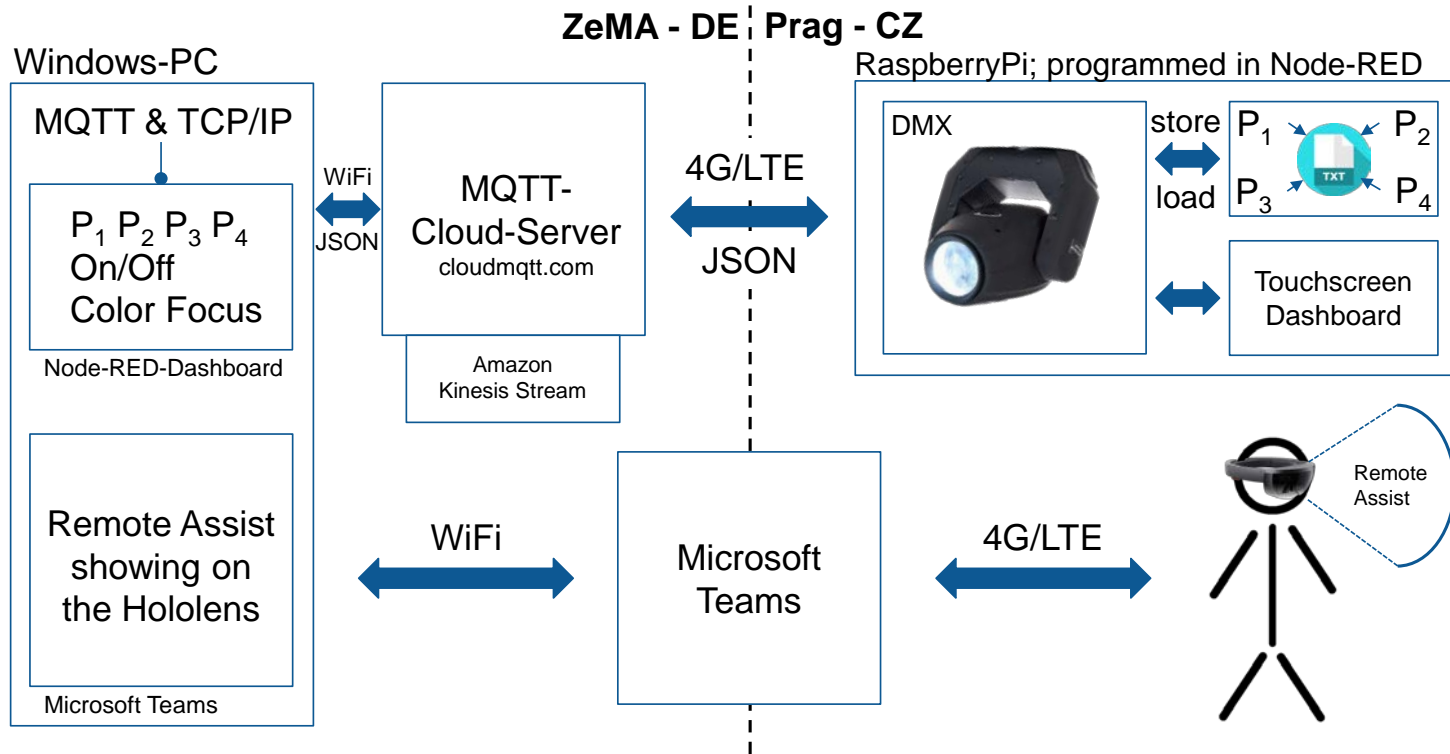 ZeMA - DE Prag - CZ
Windows-PC
MQTT & TCP/IP
P1 P2 P3 P4
On/Off
Color Focus
Node-RED-Dashboard
WiFi
JSON
MQTT-
Cloud-Server
cloudmqtt.com
Amazon
Kinesis Stream
4G/LTE
JSON
RaspberryPi; programmed in Node-RED
DMX
store
load
P1 P2
TXT
P3 P4
Touchscreen
Dashboard
Remote Assist
showing on
the Hololens
Microsoft Teams
WiFi
Microsoft
Teams
4G/LTE
Remote
Assist